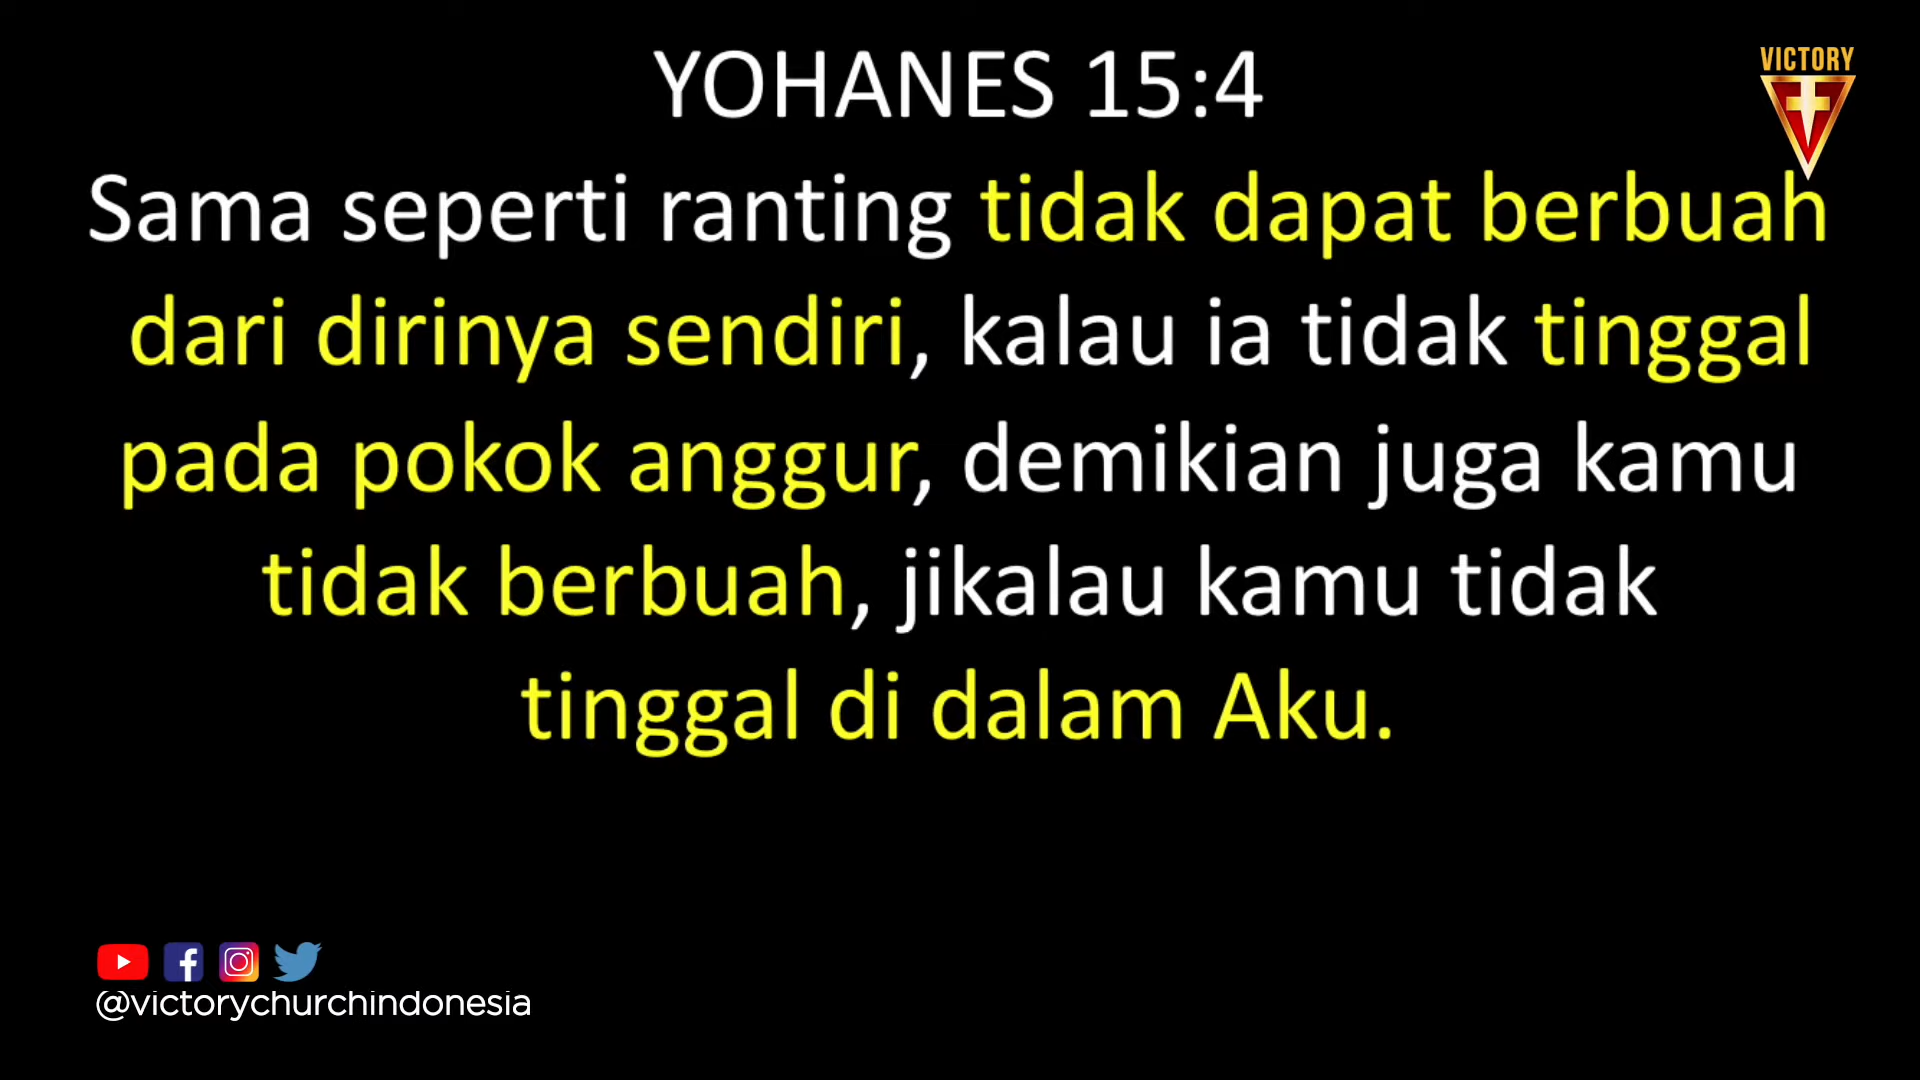 YOHANES 15:4
VICTORY
Sama seperti ranting tidak dapat berbuah
dari dirinya sendiri, kalau ia tidak tinggal
pada pokok anggur, demikian juga kamu
tidak berbuah, jikalau kamu tidak
tinggal di dalam Aku.
@victorychurchindonesia